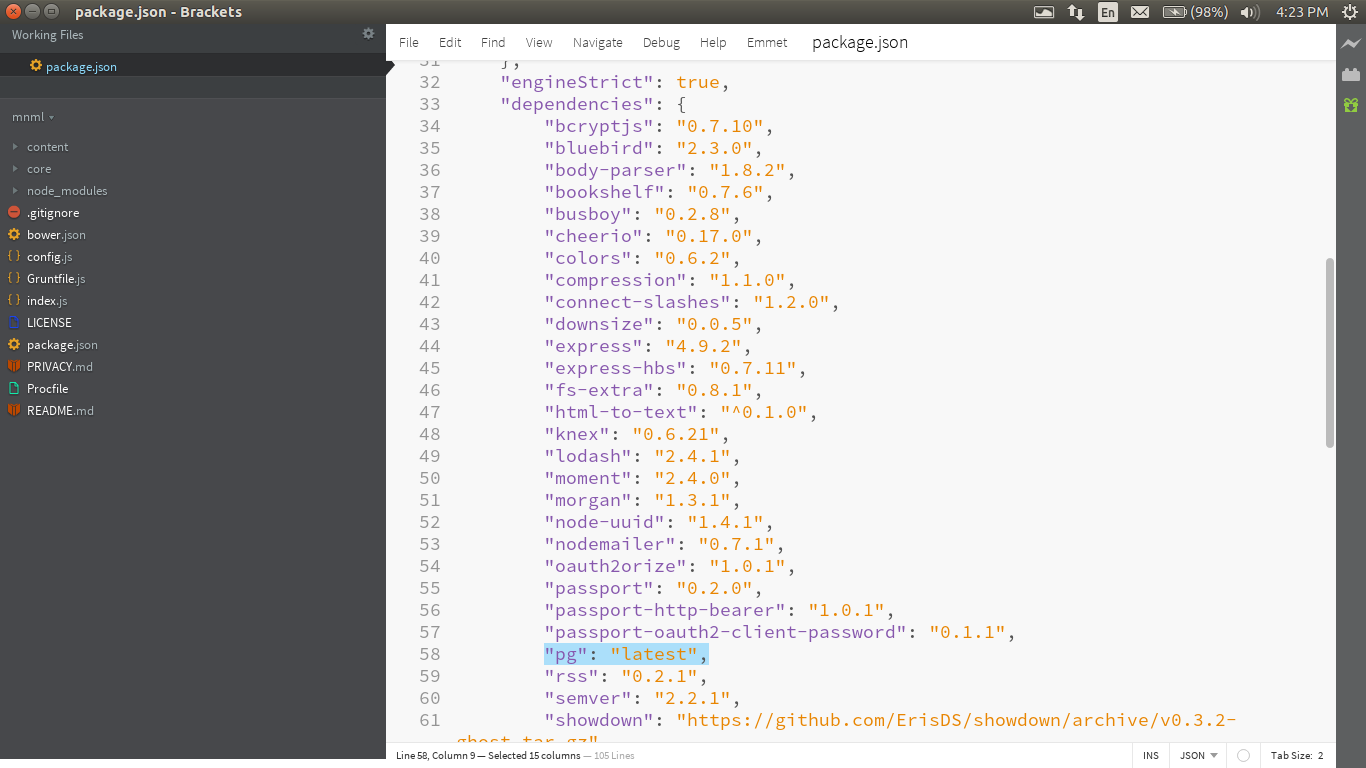 package.json - Brackets
En (98%) 4:23 PM
Working Files
package.json
mnml
content
core
node_modules
.gitignore
bower.json
config.js
Gruntfile.js
index.js
LICENSE
package.json
PRIVACY.md
Procfile
README.md
File Edit Find View Navigate Debug Help Emmet package.json
31 },
32 "engineStrict": true,
33 "dependencies": {
34 "bcryptjs": "0.7.10",
35 "bluebird": "2.3.0",
36 "body-parser": "1.8.2",
37 "bookshelf": "0.7.6",
38 "busboy": "0.2.8",
39 "cheerio": "0.17.0",
40 "colors": "0.6.2",
41 "compression": "1.1.0",
42 "connect-slashes": "1.2.0",
43 "downsize": "0.0.5",
44 "express": "4.9.2",
45 "express-hbs": "0.7.11",
46 "fs-extra": "0.8.1",
47 "html-to-text": "^0.1.0",
48 "knex": "0.6.21",
49 "lodash": "2.4.1",
50 "moment": "2.4.0",
51 "morgan": "1.3.1",
52 "node-uuid": "1.4.1",
53 "nodemailer": "0.7.1",
54 "oauth2orize": "1.0.1",
55 "passport": "0.2.0",
56 "passport-http-bearer": "1.0.1",
57 "passport-oauth2-client-password": "0.1.1",
58 "pg": "latest",
59 "rss": "0.2.1",
60 "semver": "2.2.1",
61 "showdown": "https://github.com/ErisDS/showdown/archive/v0.3.2-
ghost.tar.gz"
Line 58, Column 9 — Selected 15 columns — 105 Lines INS JSON Tab Size: 2